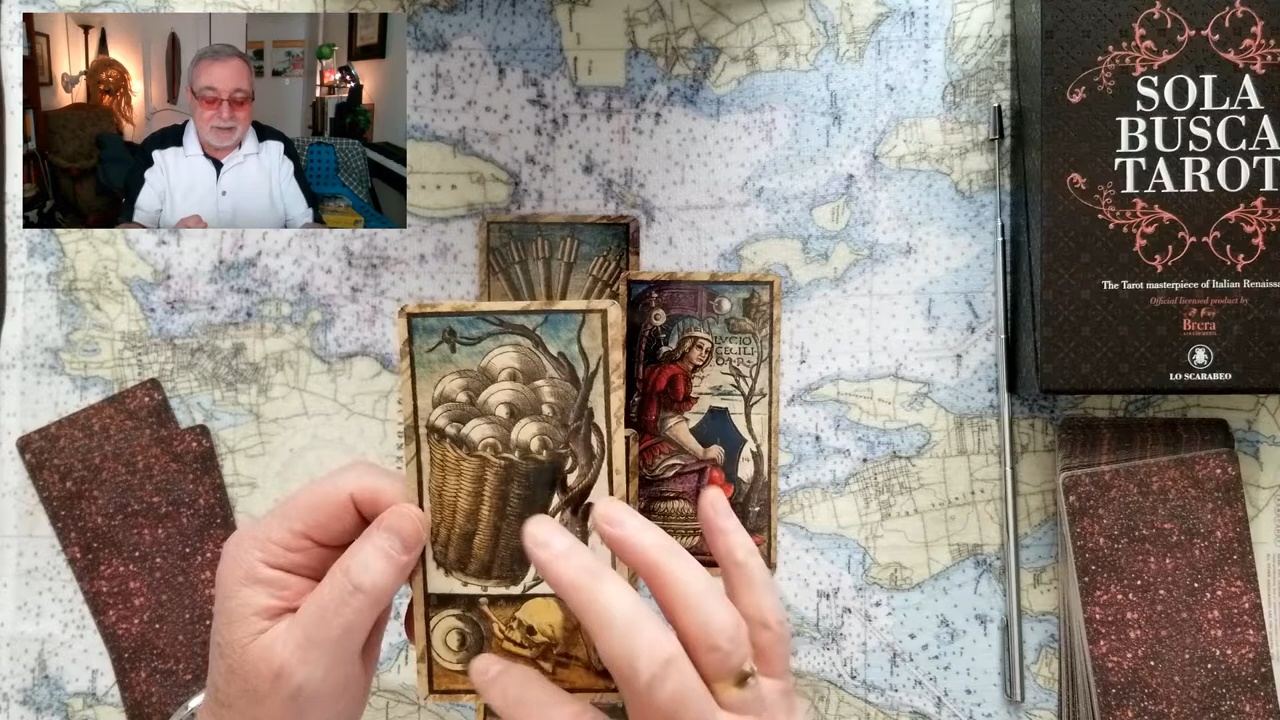 SOLA
BUSCA
TAROT
The Tarot masterpiece of Italian Renaiss
Official licensed product by
Brera
LO SCARABEO
LVCIO
CECILI
O·A·R·